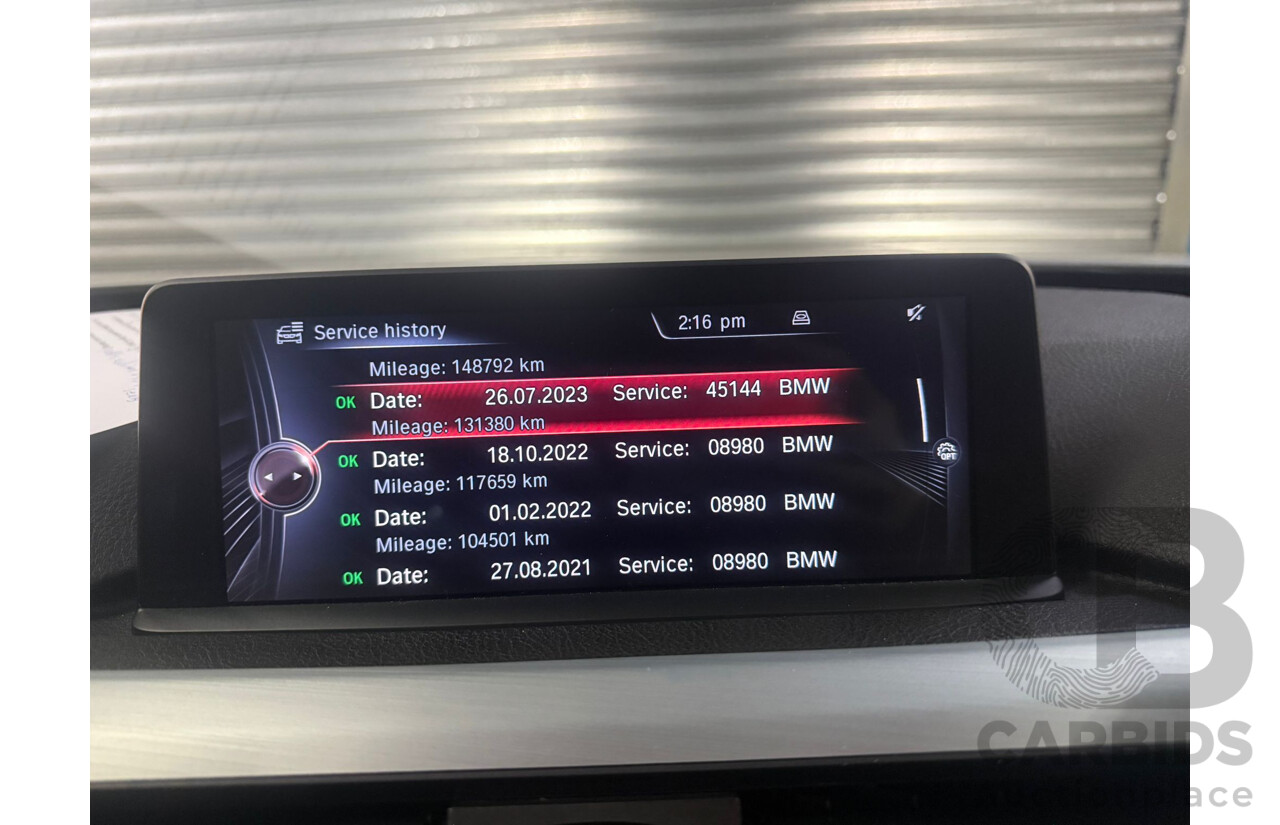 Service history
2:16 pm
Mileage: 148792 km
OK Date: 26.07.2023 Service: 45144 BMW
Mileage: 131380 km
OK Date: 18.10.2022 Service: 08980 BMW
Mileage: 117659 km
OK Date: 01.02.2022 Service: 08980 BMW
Mileage: 104501 km
OK Date: 27.08.2021 Service: 08980 BMW
OPT
CB
CARBIDS